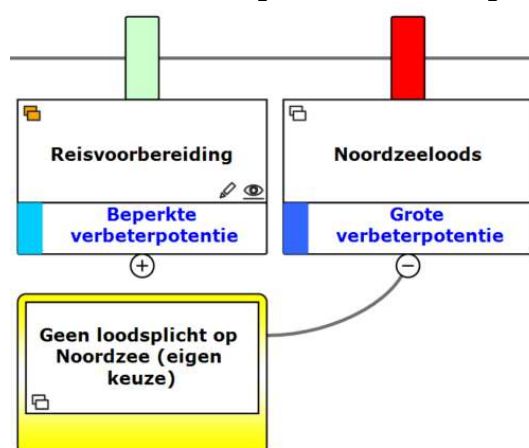 Reisvoorbereiding
Noordzeeloods
Beperkte
verbeterpotentie
Grote
verbeterpotentie
Geen loodsplicht op
Noordzee (eigen
keuze)